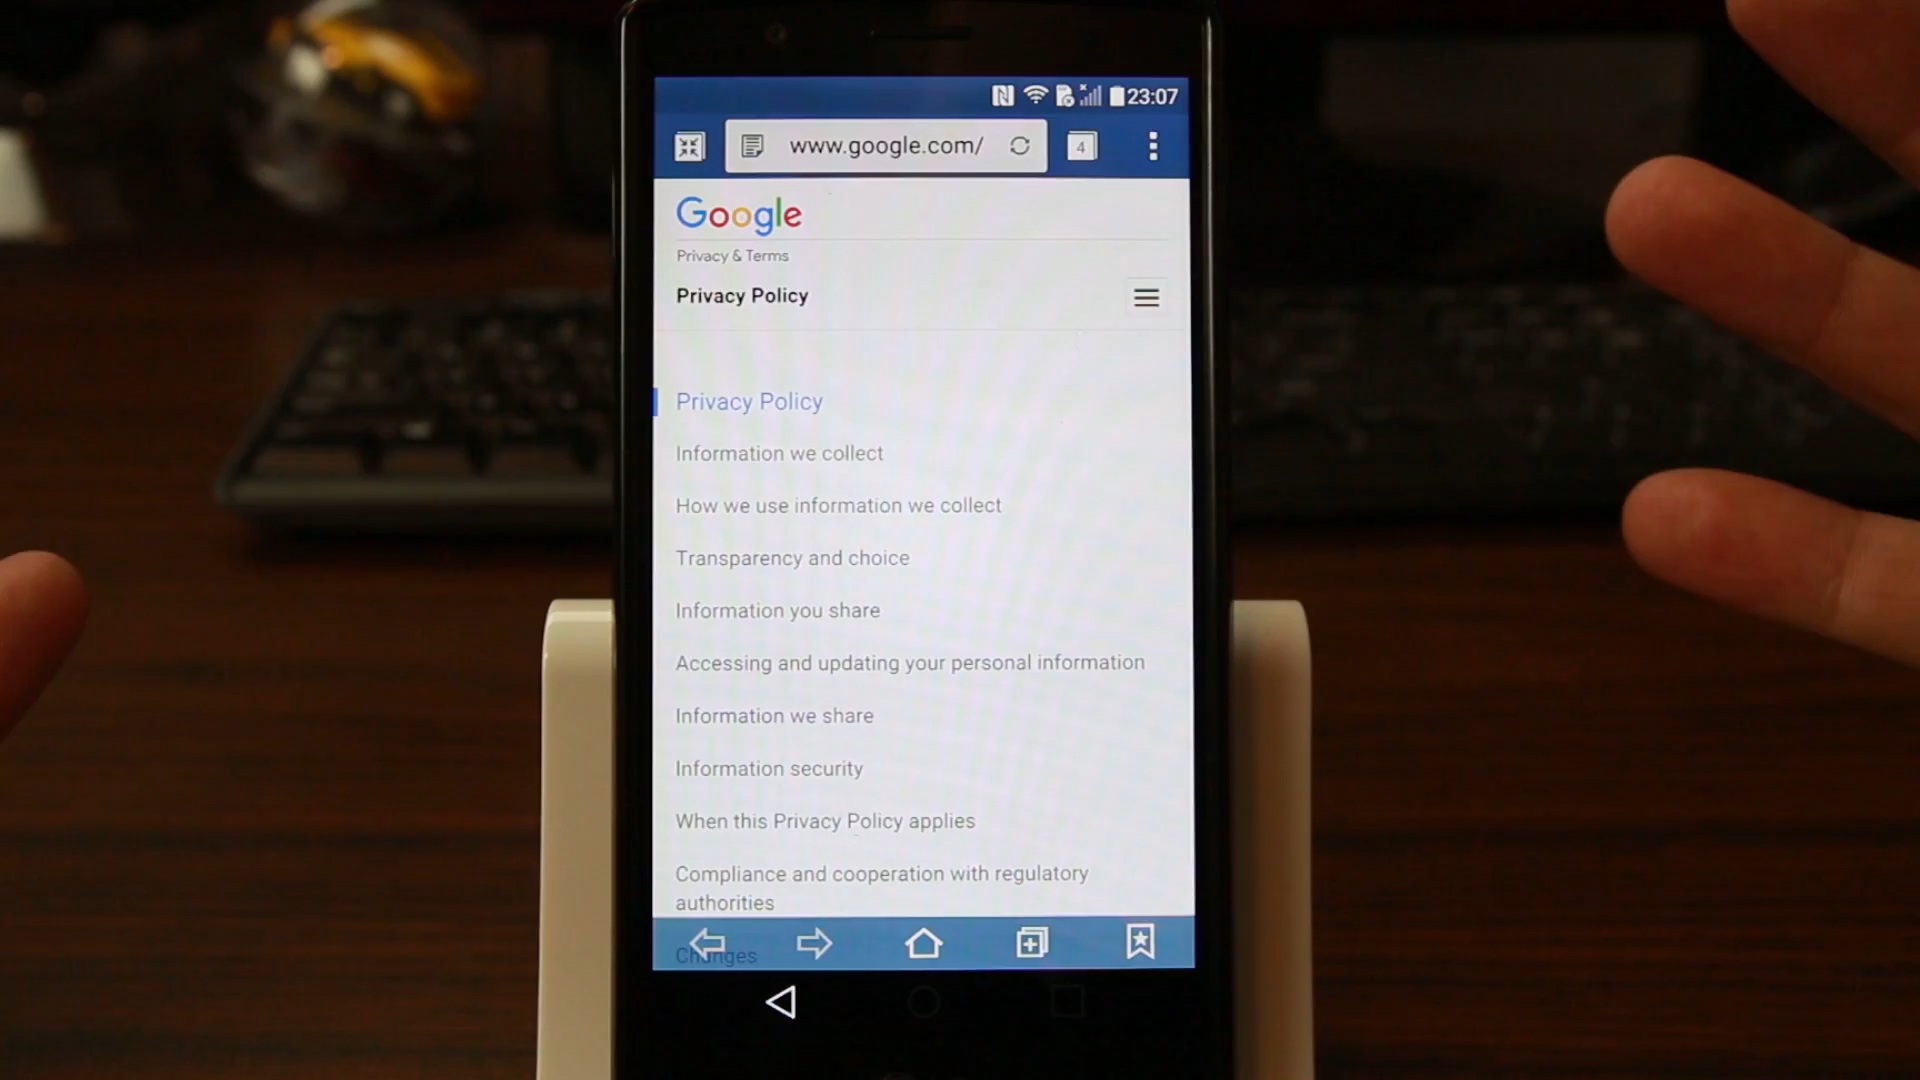 23:07
www.google.com/
4
Google
Privacy & Terms
Privacy Policy
Privacy Policy
Information we collect
How we use information we collect
Transparency and choice
Information you share
Accessing and updating your personal information
Information we share
Information security
When this Privacy Policy applies
Compliance and cooperation with regulatory
authorities
Changes